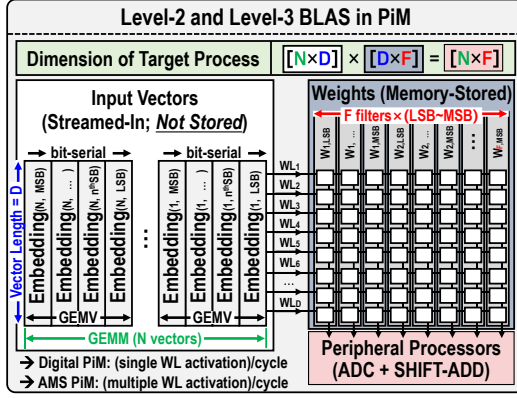 Level-2 and Level-3 BLAS in PiM
Dimension of Target Process
[N×D] × [D×F] = [N×F]
Input Vectors
(Streamed-In; Not Stored)
bit-serial
bit-serial
Vector Length = D
Embedding(N, MSB)
Embedding(N, …)
Embedding(N, nthSB)
Embedding(N, LSB)
…
Embedding(1, MSB)
Embedding(1, …)
Embedding(1, nthSB)
Embedding(1, LSB)
GEMV
GEMV
GEMM (N vectors)
→ Digital PiM: (single WL activation)/cycle
→ AMS PiM: (multiple WL activation)/cycle
WL1
WL2
WL3
WL4
WL5
WL6
…
WLD
Weights (Memory-Stored)
F filters×(LSB~MSB)
W1,LSB
W1, …
W1,MSB
W2,LSB
W2, …
W2,MSB
…
WF,MSB
Peripheral Processors
(ADC + SHIFT-ADD)